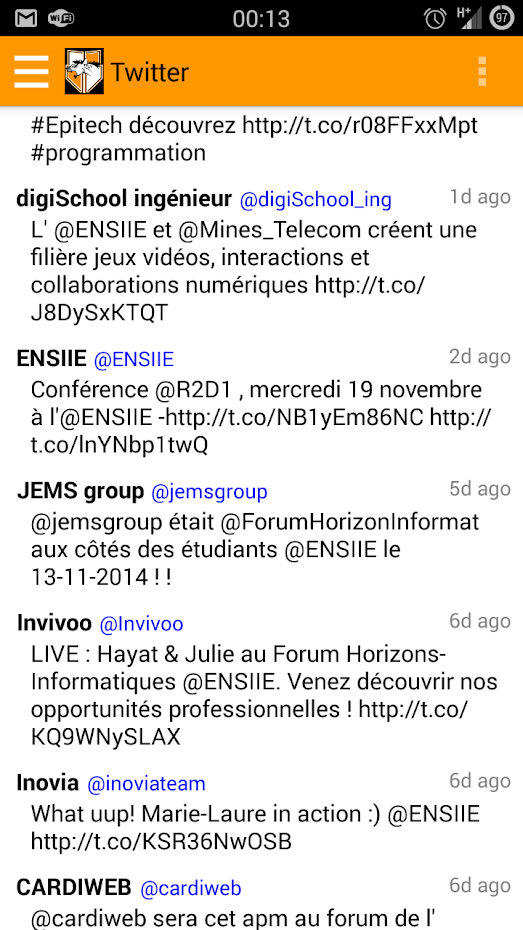 00:13
H+
97
Twitter
#Epitech découvrez http://t.co/r08FFxxMpt
#programmation
digiSchool ingénieur @digiSchool_ing 1d ago
L' @ENSIIE et @Mines_Telecom créent une
filière jeux vidéos, interactions et
collaborations numériques http://t.co/
J8DySxKTQT
ENSIIE @ENSIIE 2d ago
Conférence @R2D1 , mercredi 19 novembre
à l'@ENSIIE -http://t.co/NB1yEm86NC http://
t.co/lnYNbp1twQ
JEMS group @jemsgroup 5d ago
@jemsgroup était @ForumHorizonInformat
aux côtés des étudiants @ENSIIE le
13-11-2014 ! !
Invivoo @Invivoo 6d ago
LIVE : Hayat & Julie au Forum Horizons-
Informatiques @ENSIIE. Venez découvrir nos
opportunités professionnelles ! http://t.co/
KQ9WNySLAX
Inovia @inoviateam 6d ago
What uup! Marie-Laure in action :) @ENSIIE
http://t.co/KSR36NwOSB
CARDIWEB @cardiweb 6d ago
@cardiweb sera cet apm au forum de l'